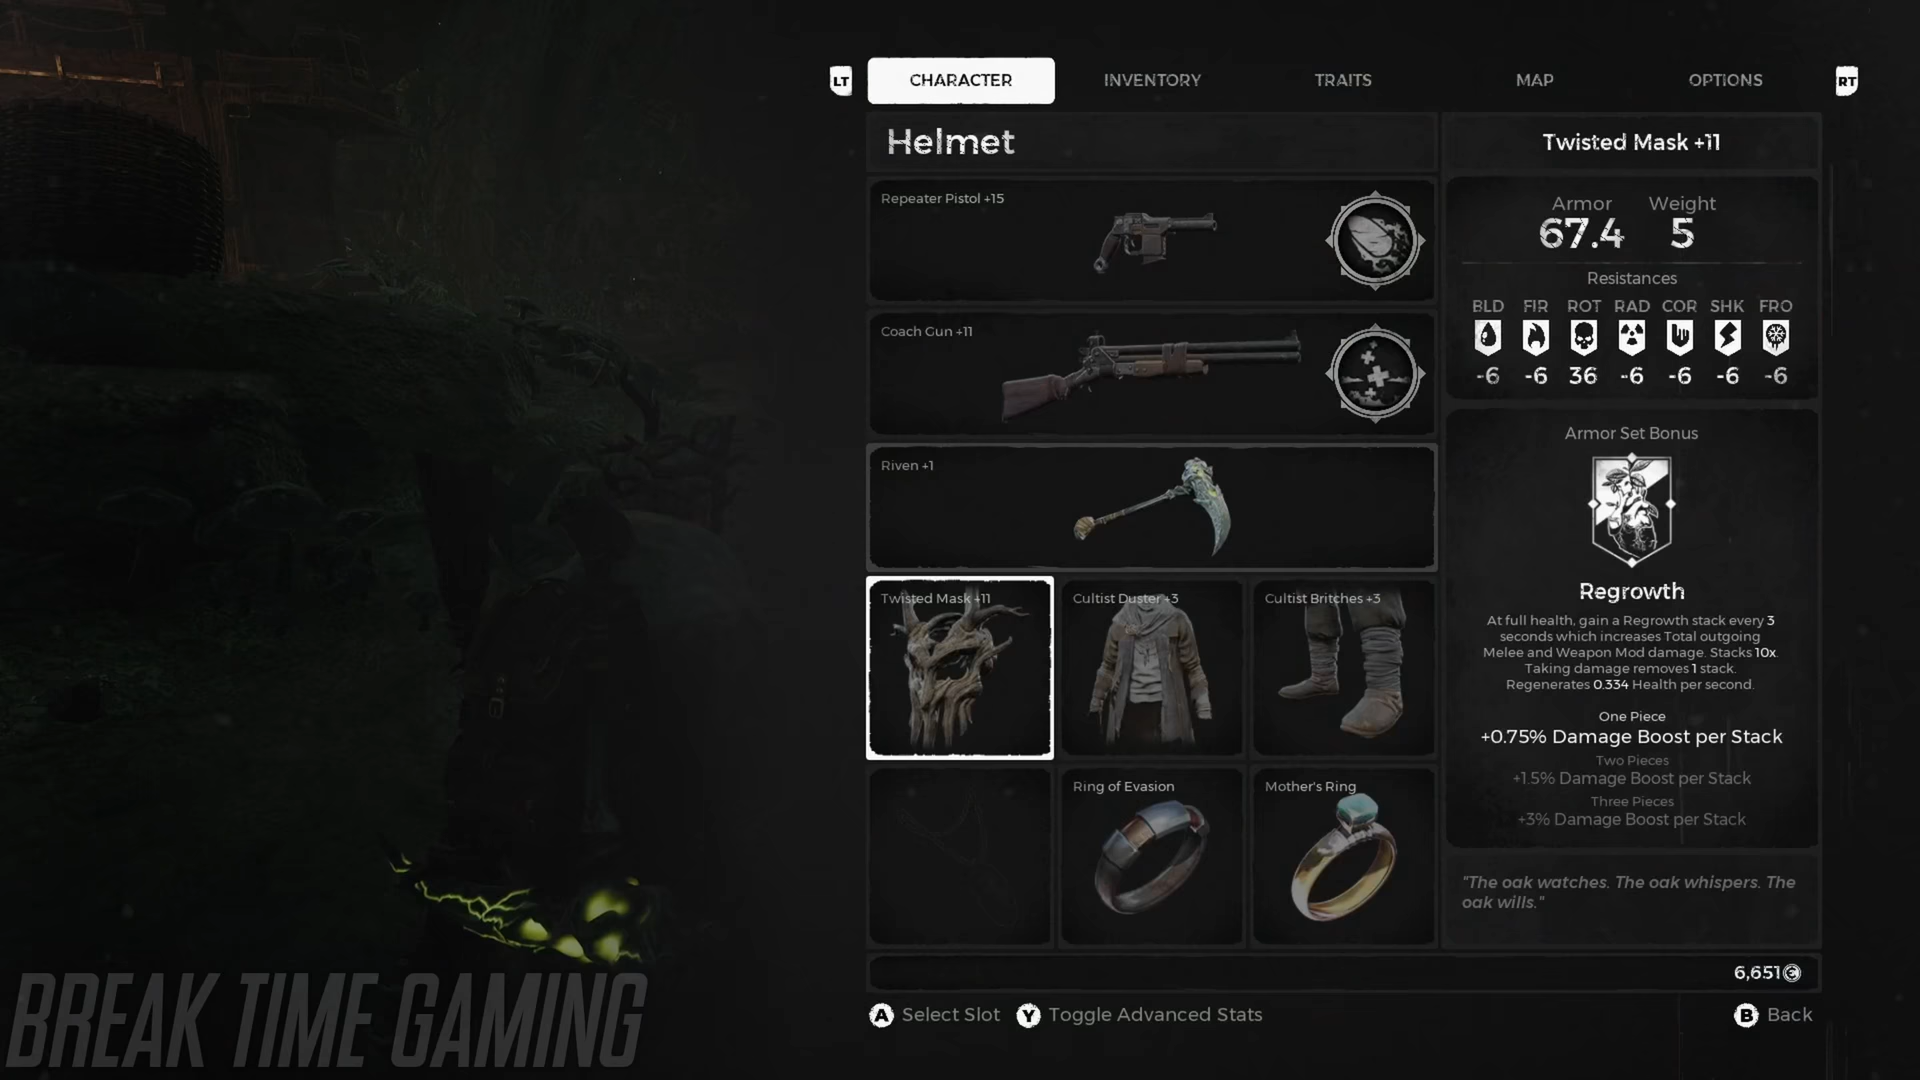 LT
CHARACTER
INVENTORY
TRAITS
MAP
OPTIONS
RT
Helmet
Repeater Pistol +15
Coach Gun +11
Riven +1
Twisted Mask +11
Cultist Duster +3
Cultist Britches +3
Ring of Evasion
Mother's Ring
Twisted Mask +11
Armor Weight
67.4 5
Resistances
BLD FIR ROT RAD COR SHK FRO
-6 -6 36 -6 -6 -6 -6
Armor Set Bonus
Regrowth
At full health, gain a Regrowth stack every 3
seconds which increases Total outgoing
Melee and Weapon Mod damage. Stacks 10x.
Taking damage removes 1 stack.
Regenerates 0.334 Health per second.
One Piece
+0.75% Damage Boost per Stack
Two Pieces
+1.5% Damage Boost per Stack
Three Pieces
+3% Damage Boost per Stack
"The oak watches. The oak whispers. The
oak wills."
6,651
A Select Slot Y Toggle Advanced Stats
B Back
BREAK TIME GAMING